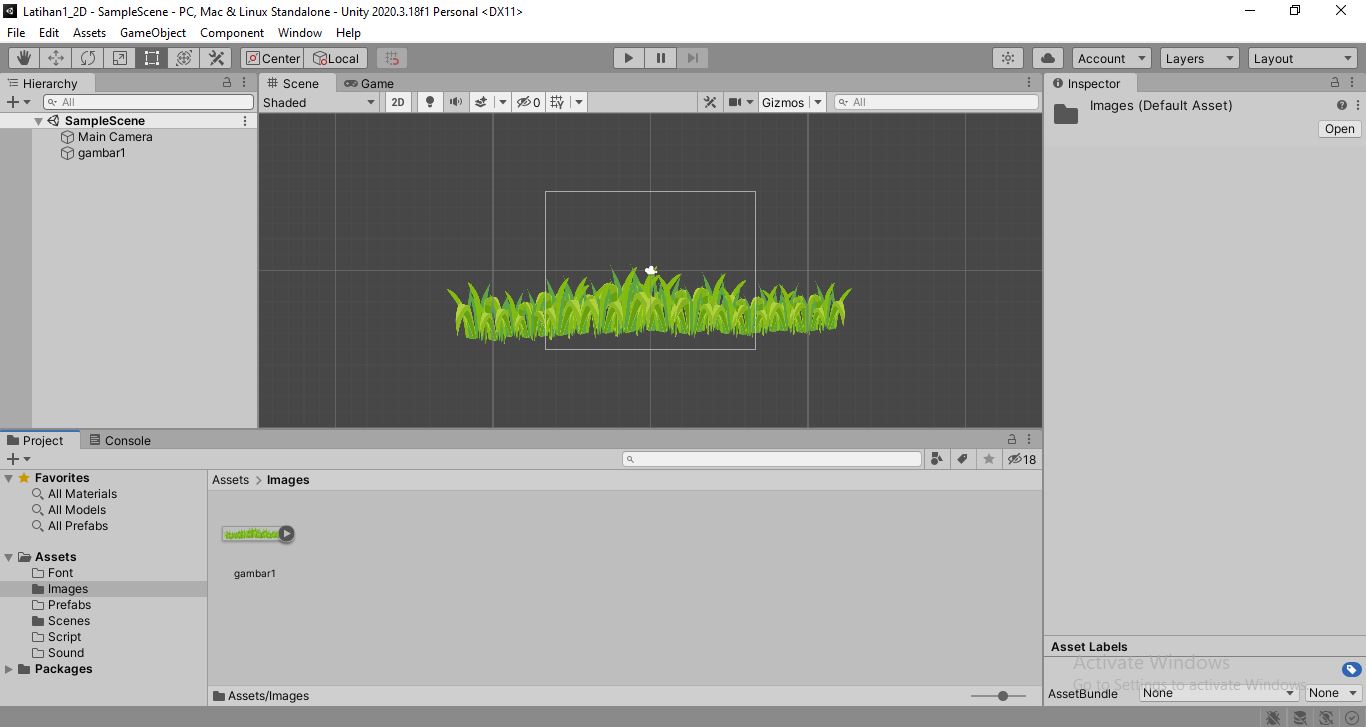 Latihan1_2D - SampleScene - PC, Mac & Linux Standalone - Unity 2020.3.18f1 Personal <DX11>
File Edit Assets GameObject Component Window Help
Center Local Account Layers Layout
Hierarchy
All
SampleScene
Main Camera
gambar1
Scene Game
Shaded 2D 0 Gizmos All
Inspector
Images (Default Asset)
Open
Project Console
18
Favorites
All Materials
All Models
All Prefabs
Assets
Font
Images
Prefabs
Scenes
Script
Sound
Packages
Assets > Images
gambar1
Assets/Images
Asset Labels
Activate Windows
Go to Settings to activate Windows.
AssetBundle None None